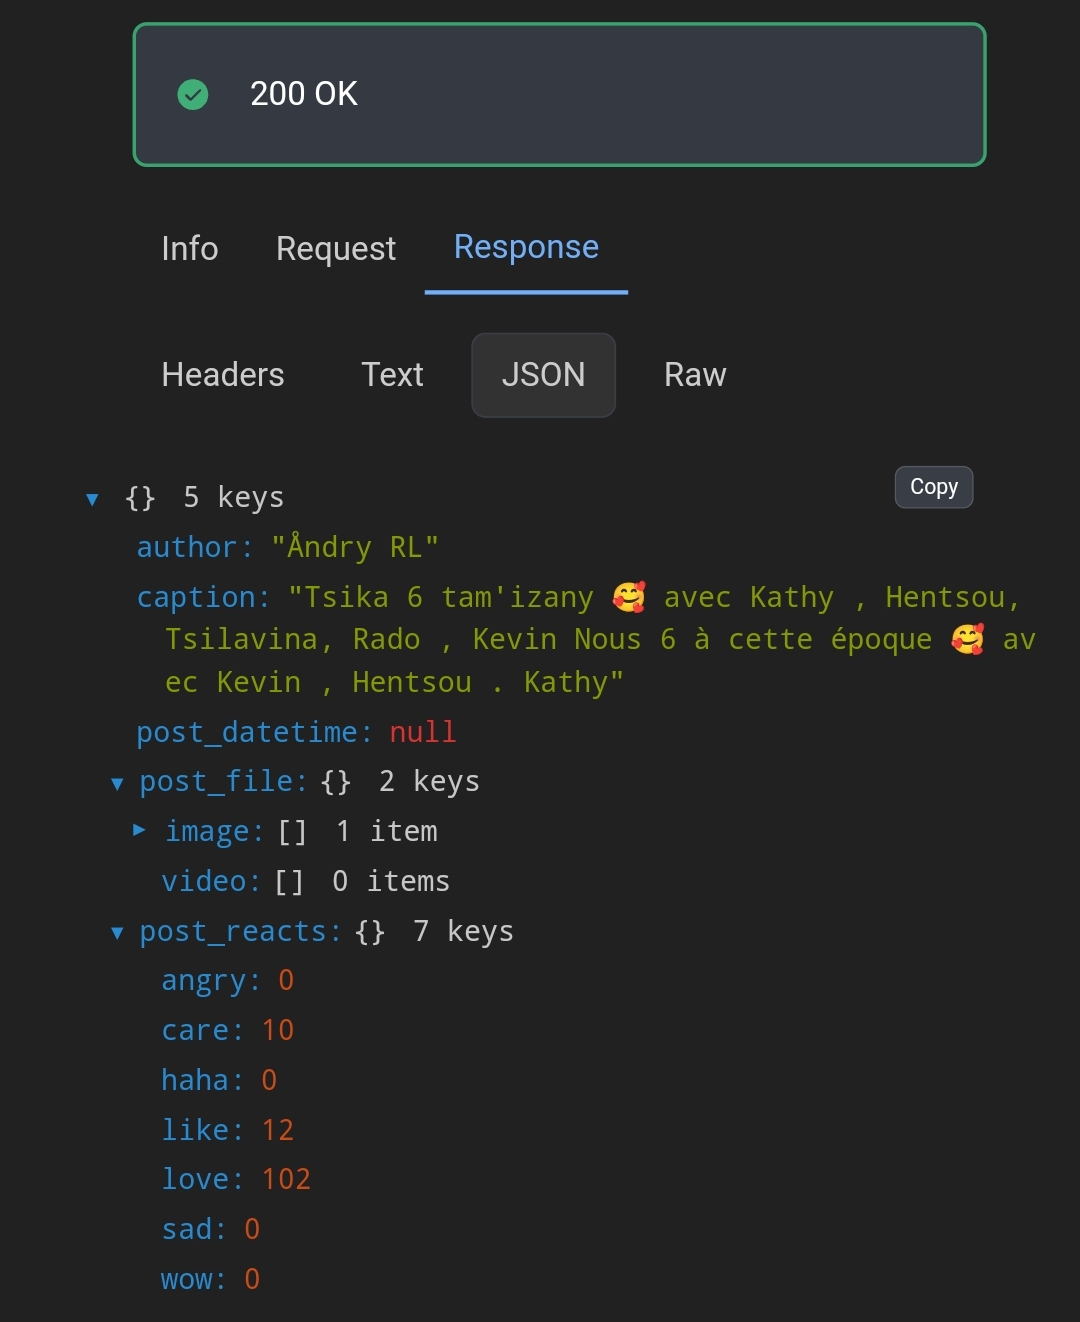 200 OK
Info Request Response
Headers Text JSON Raw
Copy
▼ {} 5 keys
author: "Åndry RL"
caption: "Tsika 6 tam'izany 🥰 avec Kathy , Hentsou,
Tsilavina, Rado , Kevin Nous 6 à cette époque 🥰 av
ec Kevin , Hentsou . Kathy"
post_datetime: null
▼ post_file: {} 2 keys
▶ image: [] 1 item
video: [] 0 items
▼ post_reacts: {} 7 keys
angry: 0
care: 10
haha: 0
like: 12
love: 102
sad: 0
wow: 0